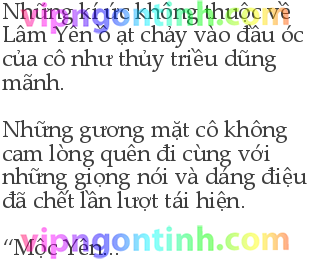 Những kí ức không thuộc về
Lâm Yên ồ ạt chảy vào đầu óc
của cô như thủy triều dũng
mãnh.
Những gương mặt cô không
cam lòng quên đi cùng với
những giọng nói và dáng điệu
đã chết lần lượt tái hiện.
vipngontinh.com
“Mộc Yên...